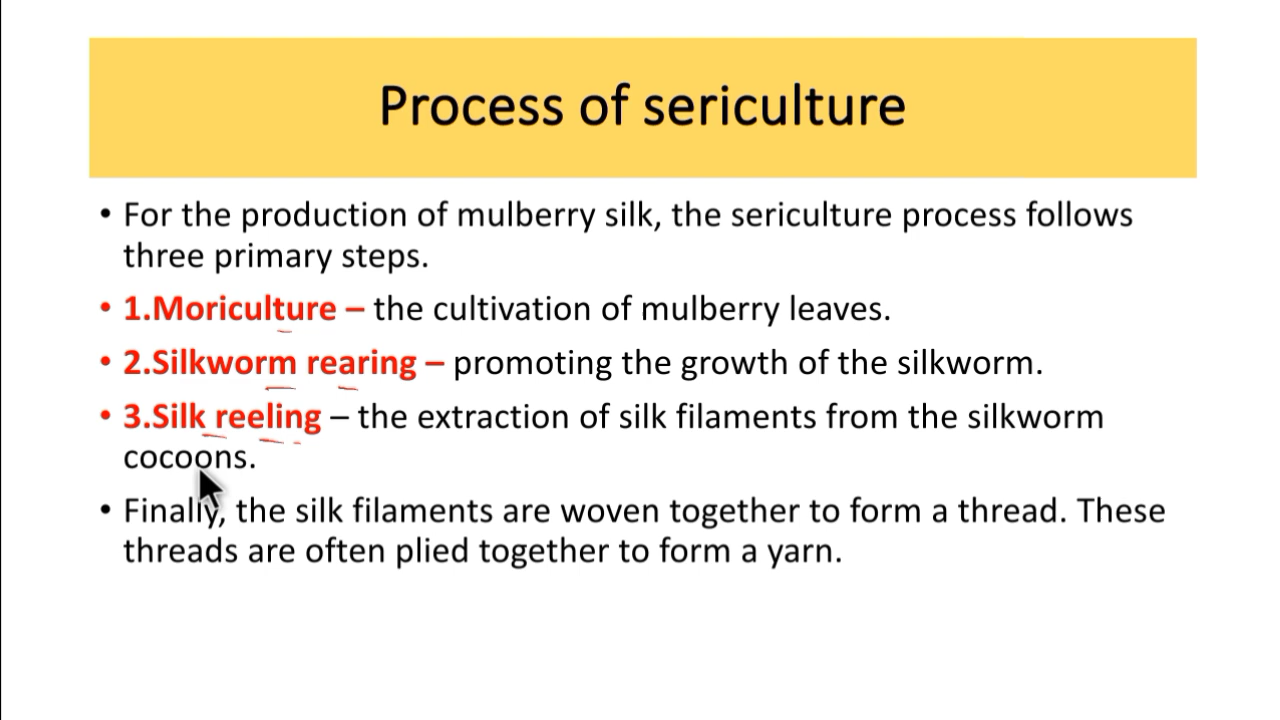 Process of sericulture
• For the production of mulberry silk, the sericulture process follows
three primary steps.
• 1.Moriculture – the cultivation of mulberry leaves.
• 2.Silkworm rearing – promoting the growth of the silkworm.
• 3.Silk reeling – the extraction of silk filaments from the silkworm
cocoons.
• Finally, the silk filaments are woven together to form a thread. These
threads are often plied together to form a yarn.